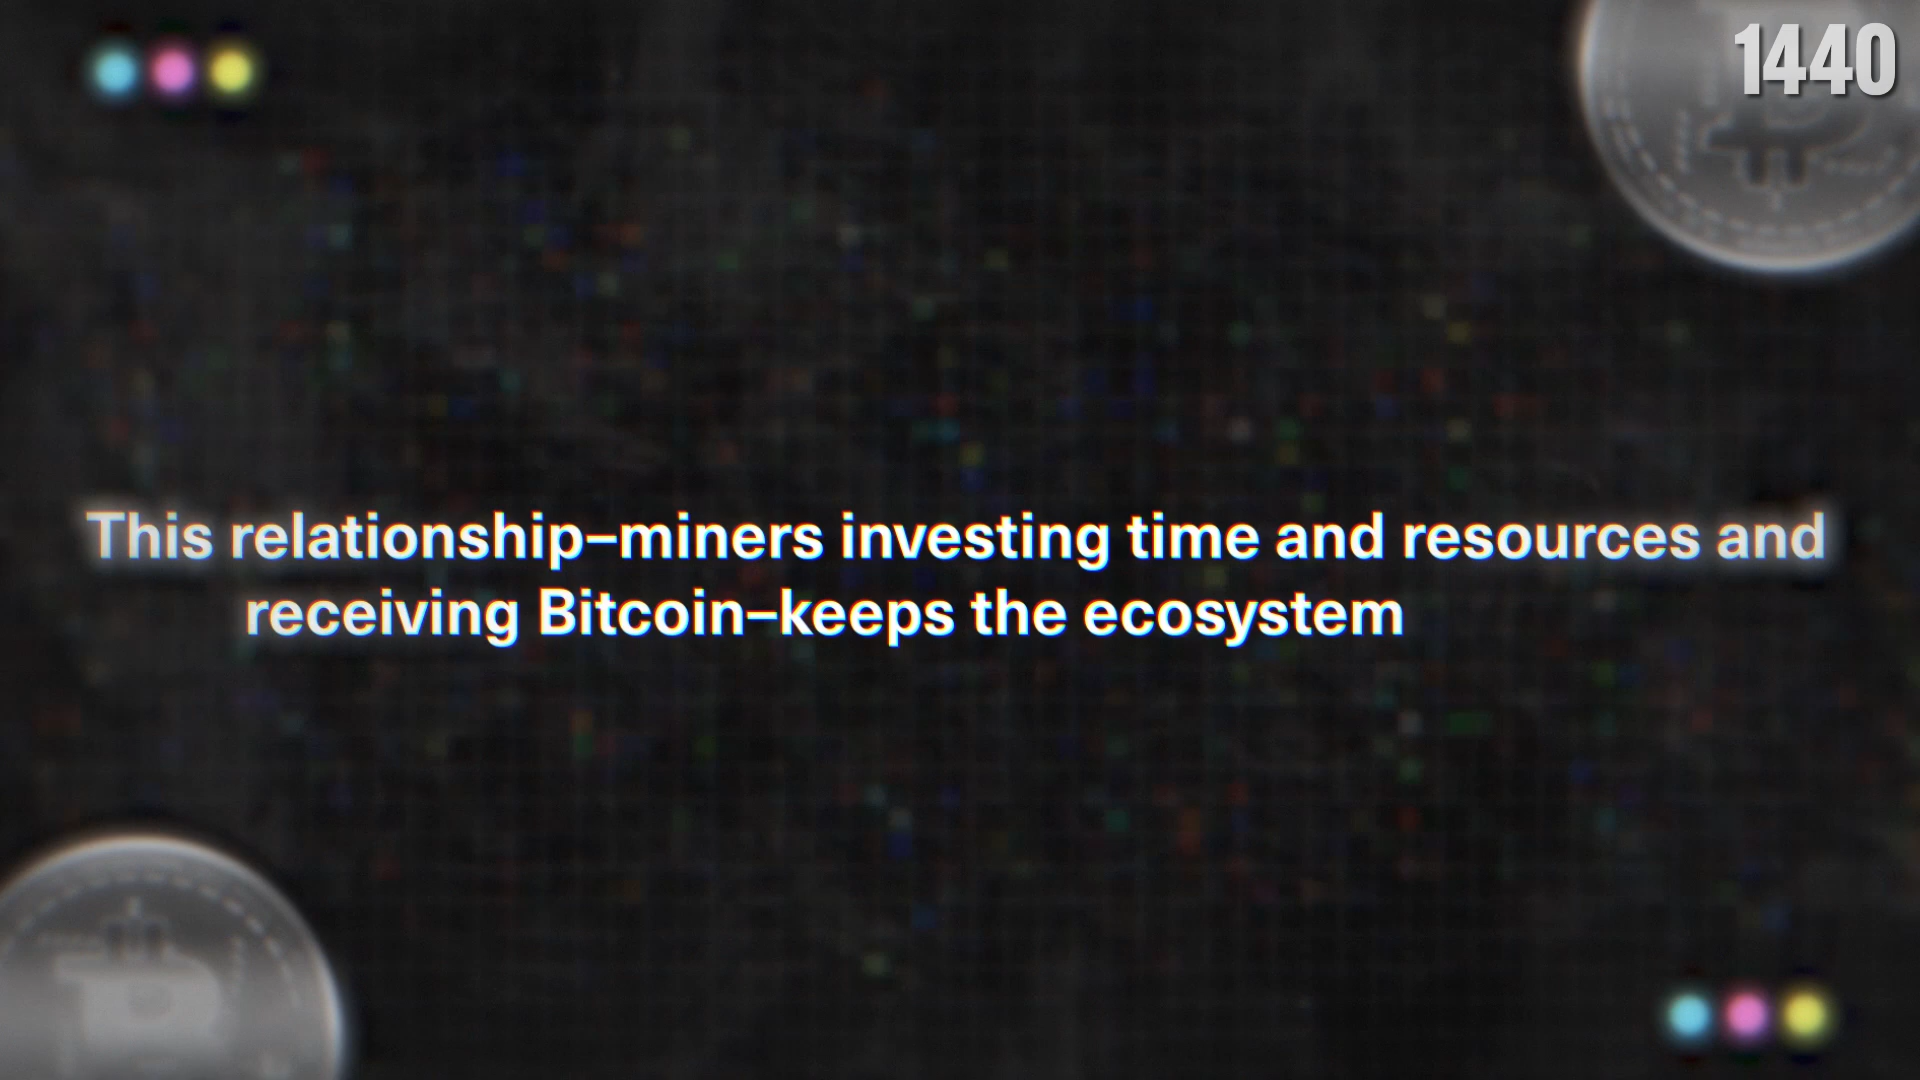 1440
This relationship–miners investing time and resources and
receiving Bitcoin–keeps the ecosystem